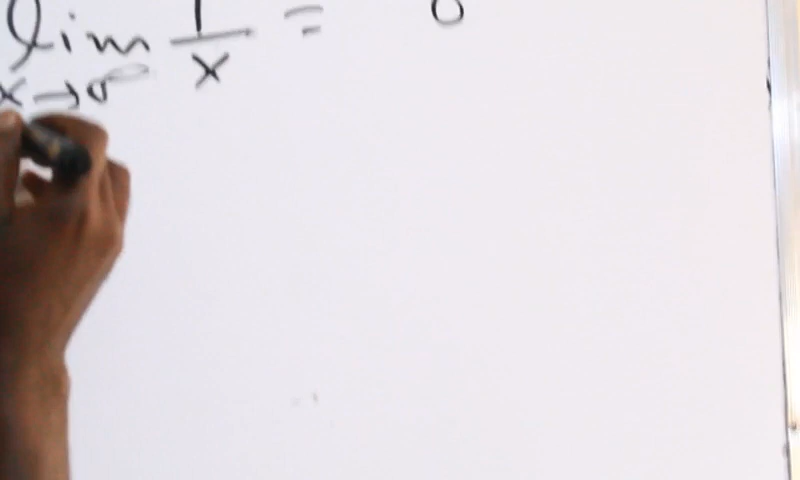 lim 1/x = 0
x→∞